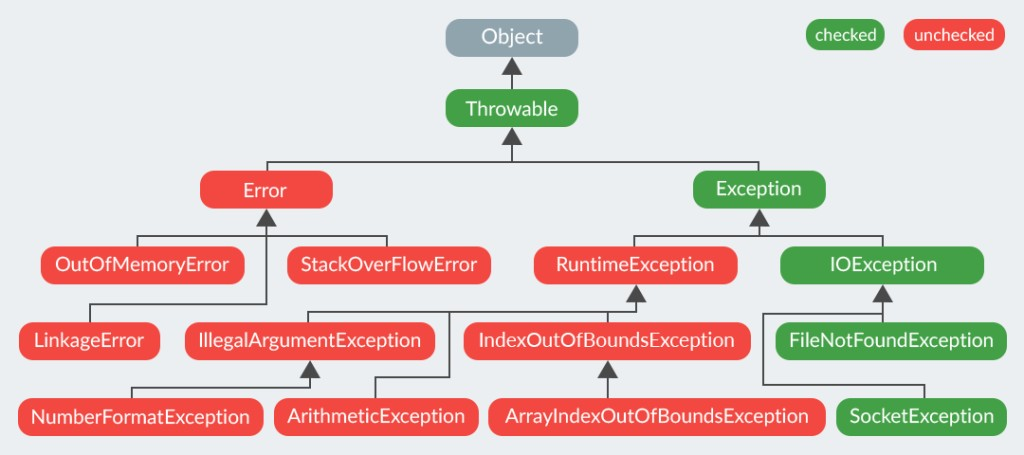 Object
checked
unchecked
Throwable
Error
Exception
OutOfMemoryError
StackOverFlowError
RuntimeException
IOException
LinkageError
IllegalArgumentException
IndexOutOfBoundsException
FileNotFoundException
NumberFormatException
ArithmeticException
ArrayIndexOutOfBoundsException
SocketException